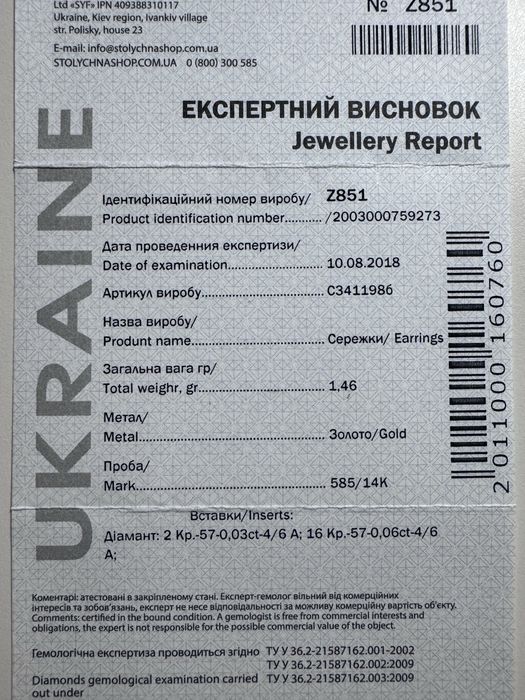 Ltd «SYF» IPN 409388310117
Ukraine, Kiev region, Ivankiv village
str. Polisky, house 23
E-mail: info@stolychnashop.com.ua
STOLYCHNASHOP.COM.UA 0 (800) 300 585
№ Z851
ЕКСПЕРТНИЙ ВИСНОВОК
Jewellery Report
UKRAINE
Ідентифікаційний номер виробу/ Z851
Product identification number.......... /2003000759273
Дата проведення експертизи/
Date of examination........................ 10.08.2018
Артикул виробу............................... С341198б
Назва виробу/
Produnt name.................................. Сережки/ Earrings
Загальна вага гр/
Total weighr, gr................................ 1,46
Метал/
Metal............................................... Золото/Gold
Проба/
Mark................................................ 585/14K
Вставки/Inserts:
Діамант: 2 Кр.-57-0,03ct-4/6 А; 16 Кр.-57-0,06ct-4/6
А;
2 011000 160760
Коментарі: атестовані в закріпленому стані. Експерт-гемолог вільний від комерційних
інтересів та зобов'язань, експерт не несе відповідальності за можливу комерційну вартість об'єкту.
Comments: certified in the bound condition. A gemologist is free from commercial interests and
obligations, the expert is not responsible for the possible commercial value of the object.
Гемологічна експертиза проводиться згідно ТУ У 36.2-21587162.001-2002
ТУ У 36.2-21587162.002:2009
Diamonds gemological examination carried ТУ У 36.2-21587162.003:2009
out under